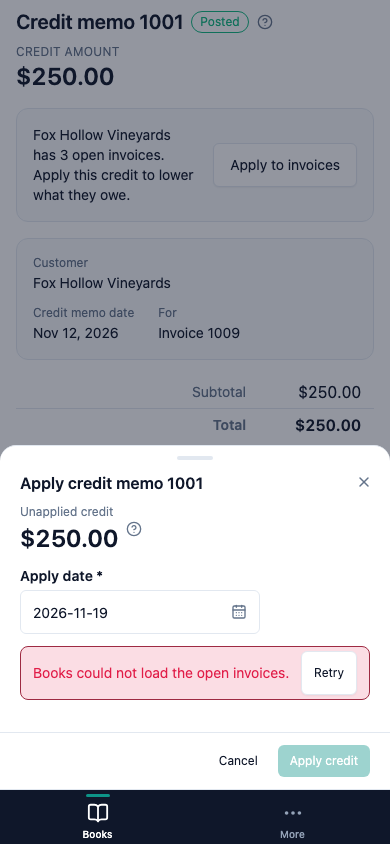 Credit memo 1001 Posted
CREDIT AMOUNT
$250.00
Fox Hollow Vineyards
has 3 open invoices.
Apply this credit to lower
what they owe.
Apply to invoices
Customer
Fox Hollow Vineyards
Credit memo date For
Nov 12, 2026 Invoice 1009
Subtotal $250.00
Total $250.00
Apply credit memo 1001
Unapplied credit
$250.00
Apply date *
2026-11-19
Books could not load the open invoices. Retry
Cancel Apply credit
Books More